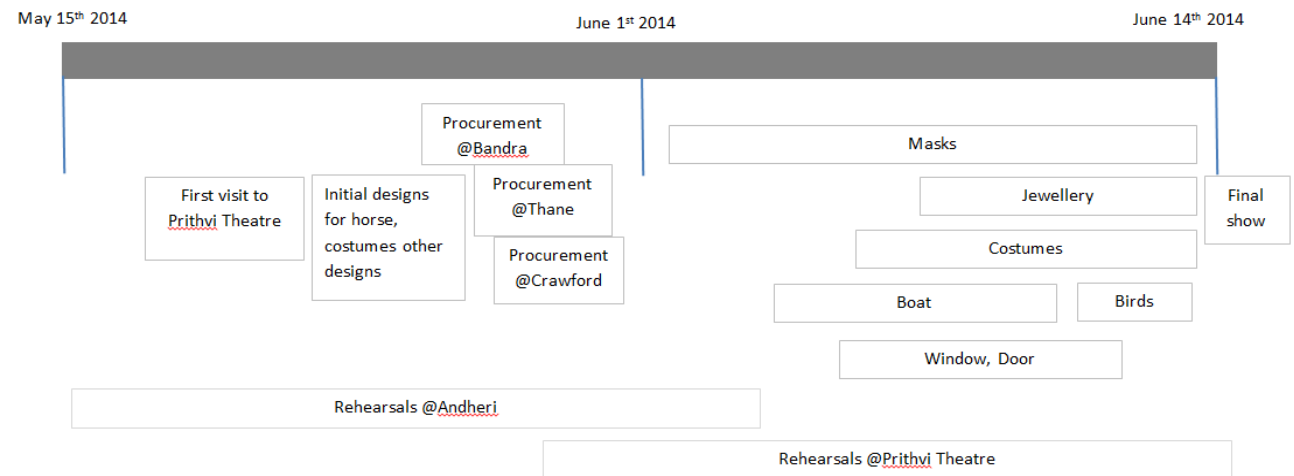 May 15th 2014
June 1st 2014
June 14th 2014
Procurement
@Bandra
First visit to
Prithvi Theatre
Initial designs
for horse,
costumes other
designs
Procurement
@Thane
Procurement
@Crawford
Masks
Jewellery
Costumes
Boat
Birds
Window, Door
Final
show
Rehearsals @Andheri
Rehearsals @Prithvi Theatre